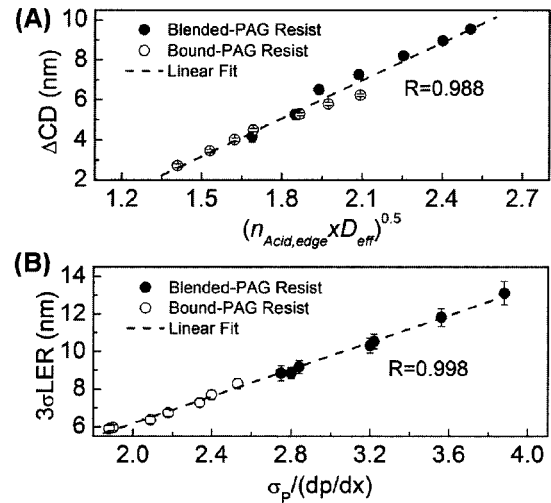 (A)
10
8
6
4
2
ΔCD (nm)
Blended-PAG Resist
Bound-PAG Resist
Linear Fit
R=0.988
1.2 1.5 1.8 2.1 2.4 2.7
(n_Acid,edge x D_eff)^0.5
(B)
14
12
10
8
6
3σLER (nm)
Blended-PAG Resist
Bound-PAG Resist
Linear Fit
R=0.998
2.0 2.4 2.8 3.2 3.6 4.0
σ_P/(dp/dx)